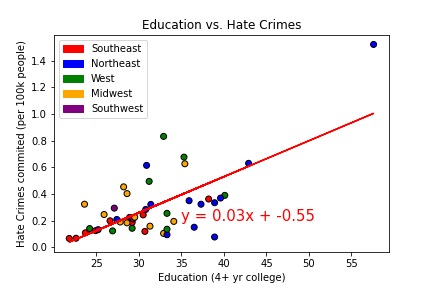 Education vs. Hate Crimes
Southeast
Northeast
West
Midwest
Southwest
Hate Crimes commited (per 100k people)
1.4
1.2
1.0
0.8
0.6
0.4
0.2
0.0
y = 0.03x + -0.55
25
30
35
40
45
50
55
Education (4+ yr college)